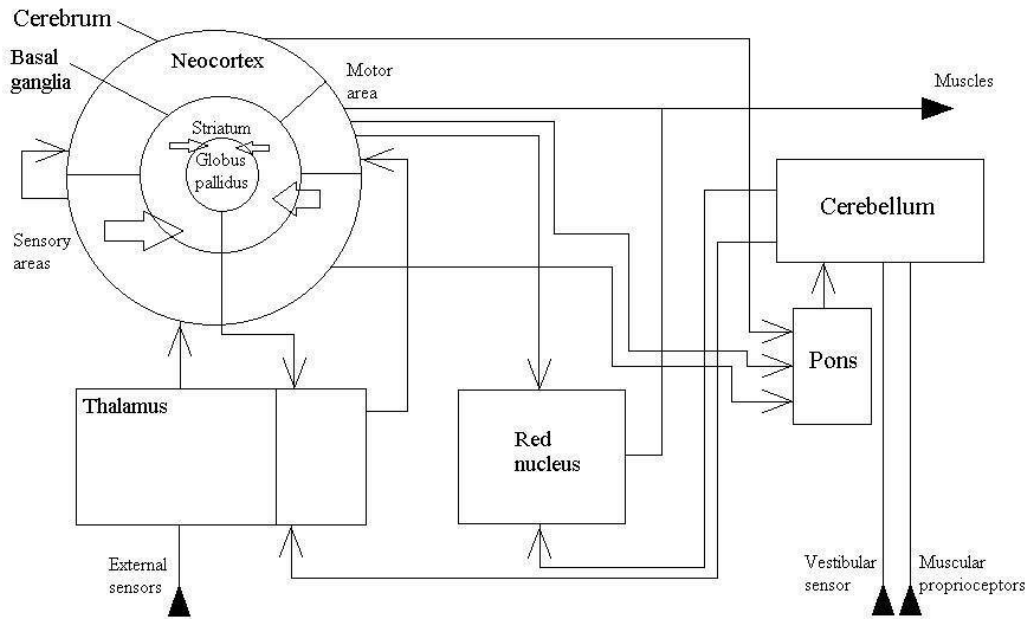 Cerebrum
Basal
ganglia
Neocortex
Motor
area
Muscles
Striatum
Globus
pallidus
Cerebellum
Sensory
areas
Pons
Thalamus
Red
nucleus
External
sensors
Vestibular
sensor
Muscular
proprioceptors